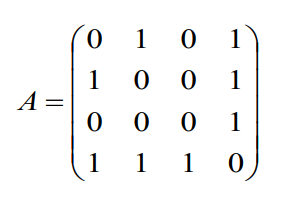 0 1 0 1
1 0 0 1
A =
0 0 0 1
1 1 1 0